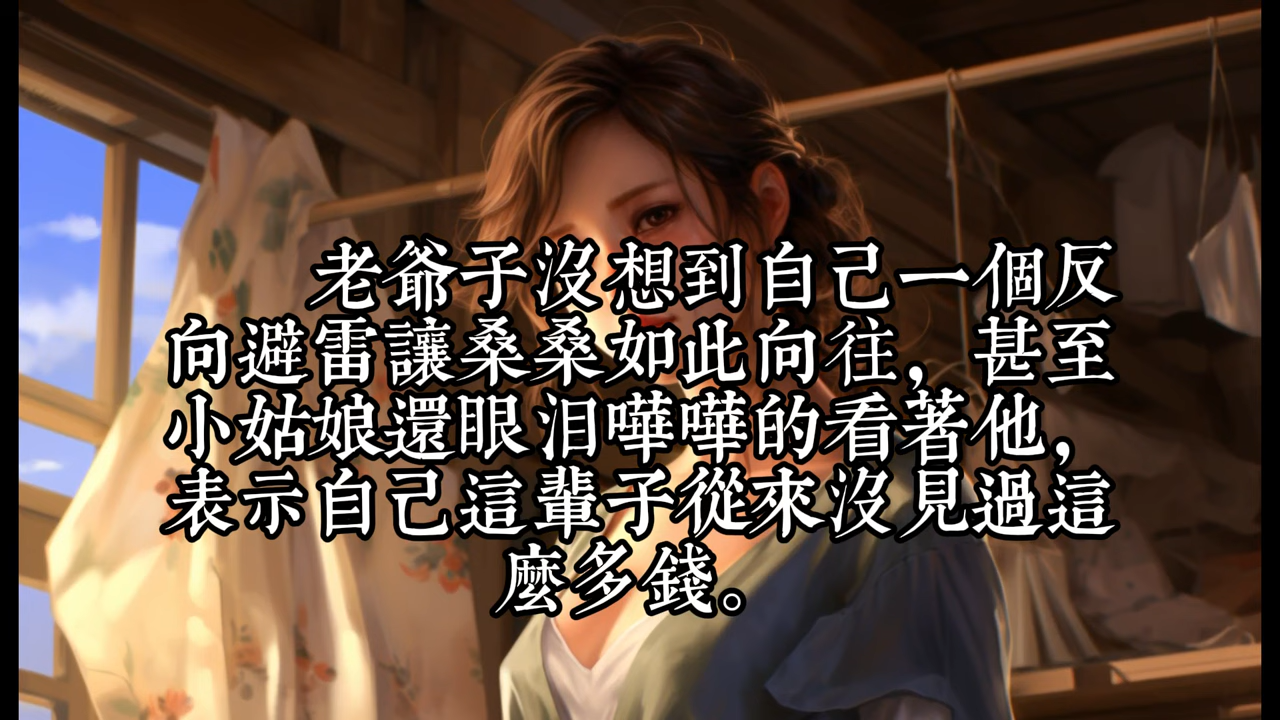 老爺子沒想到自己一個反
向避雷讓桑桑如此向往，甚至
小姑娘還眼泪嘩嘩的看著他，
表示自己這輩子從來沒見過這
麼多錢。